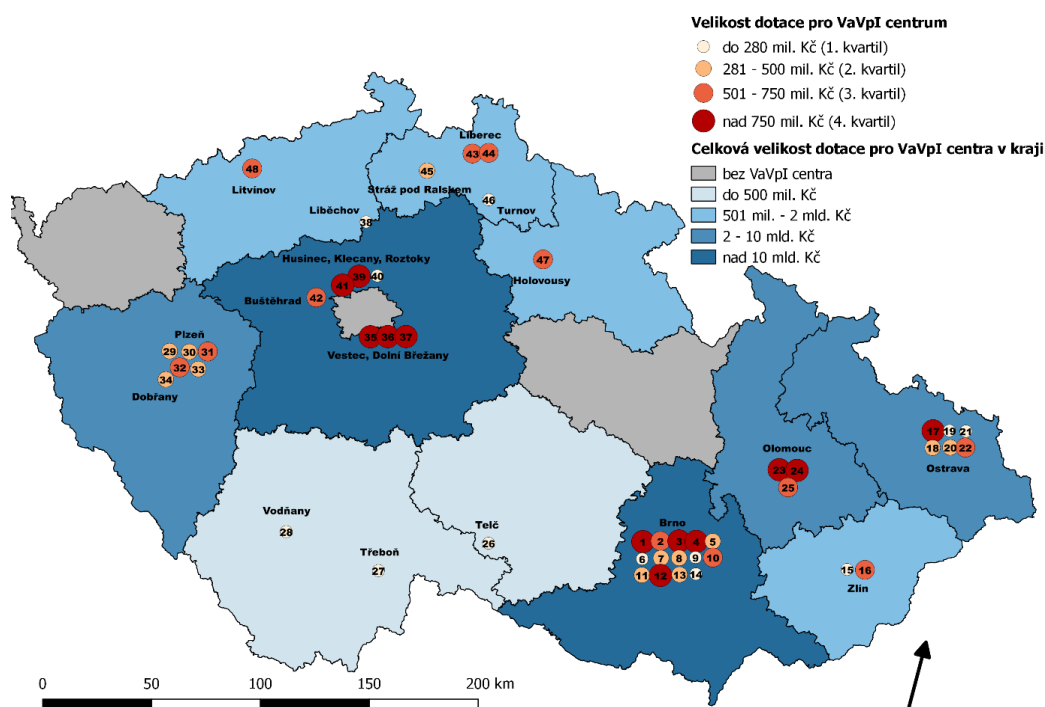 Velikost dotace pro VaVpI centrum
do 280 mil. Kč (1. kvartil)
281 - 500 mil. Kč (2. kvartil)
501 - 750 mil. Kč (3. kvartil)
nad 750 mil. Kč (4. kvartil)
Celková velikost dotace pro VaVpI centra v kraji
bez VaVpI centra
do 500 mil. Kč
501 mil. - 2 mld. Kč
2 - 10 mld. Kč
nad 10 mld. Kč
Liberec
43 44
48
Litvínov
45
Stráž pod Ralskem
46
Turnov
Liběchov
38
Husinec, Klecany, Roztoky
41 39 40
47
Holovousy
Buštěhrad
42
35 36 37
Vestec, Dolní Břežany
Plzeň
29 30 31
32 33
34
Dobřany
17 19 21
18 20 22
Ostrava
Olomouc
23 24
25
Vodňany
28
Třeboň
27
Telč
26
Brno
1 2 3 4 5
6 7 8 9 10
11 12 13 14
15 16
Zlín
0 50 100 150 200 km